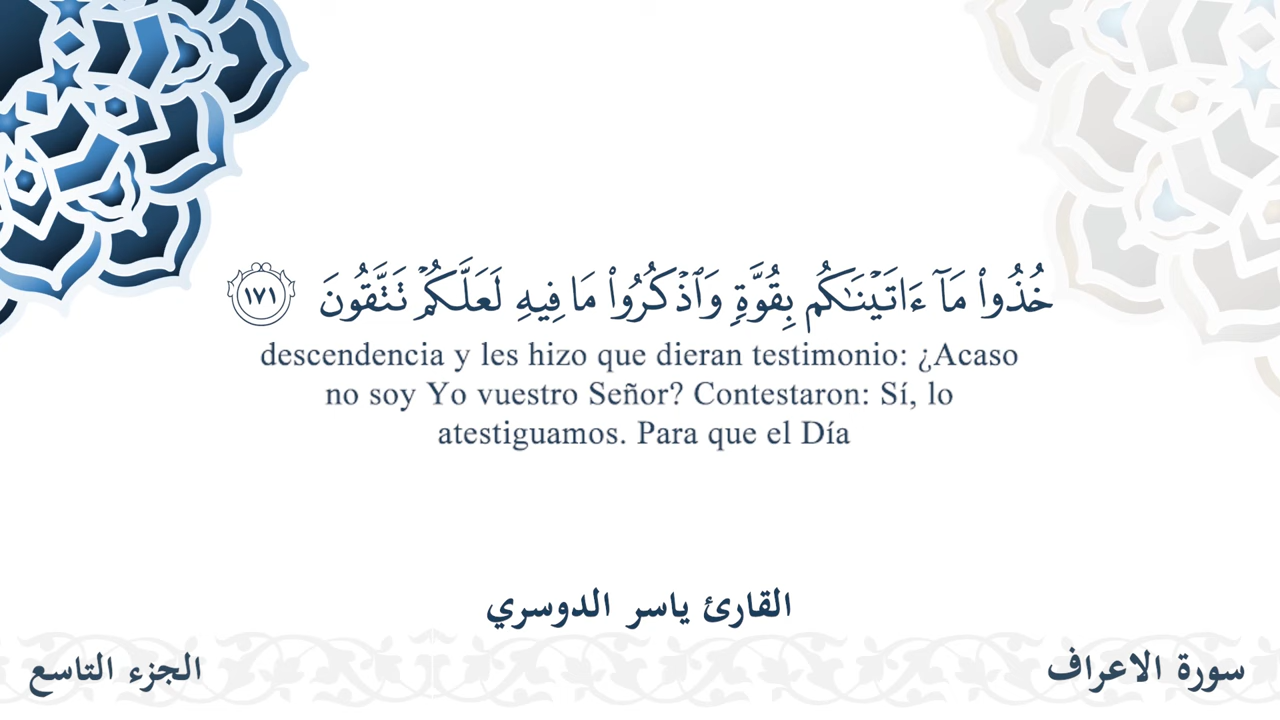 خُذُوا۟ مَآ ءَاتَيْنَـٰكُم بِقُوَّةٍ وَٱذْكُرُوا۟ مَا فِيهِ لَعَلَّكُمْ تَتَّقُونَ ١٧١
descendencia y les hizo que dieran testimonio: ¿Acaso
no soy Yo vuestro Señor? Contestaron: Sí, lo
atestiguamos. Para que el Día
القارئ ياسر الدوسري
سورة الاعراف
الجزء التاسع